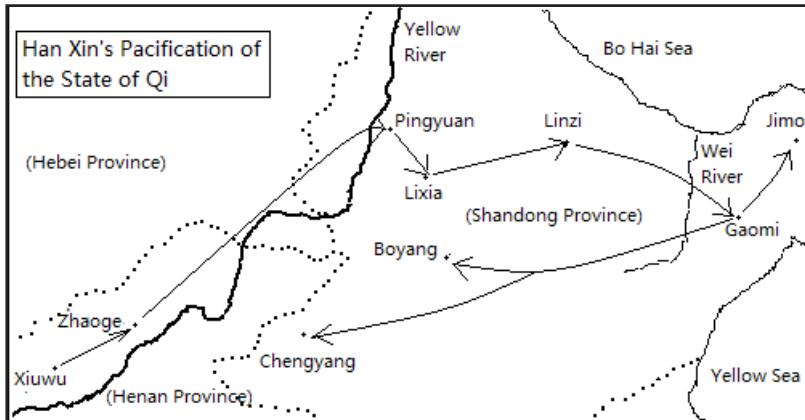 Han Xin's Pacification of
the State of Qi
Yellow
River
Bo Hai Sea
Pingyuan
Linzi
Jimo
(Hebei Province)
Wei
River
Lixia
(Shandong Province)
Gaomi
Boyang
Zhaoge
Chengyang
Xiuwu
(Henan Province)
Yellow Sea